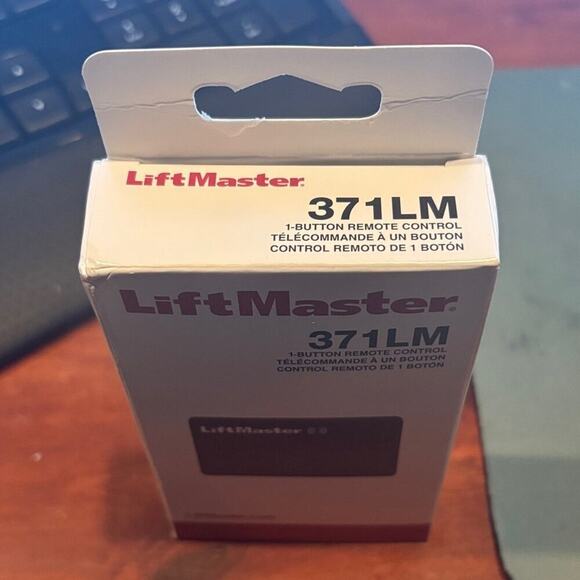 LiftMaster
371LM
1-BUTTON REMOTE CONTROL
TÉLÉCOMMANDE À UN BOUTON
CONTROL REMOTO DE 1 BOTÓN
LiftMaster
371LM
1-BUTTON REMOTE CONTROL
TÉLÉCOMMANDE À UN BOUTON
CONTROL REMOTO DE 1 BOTÓN
LiftMaster